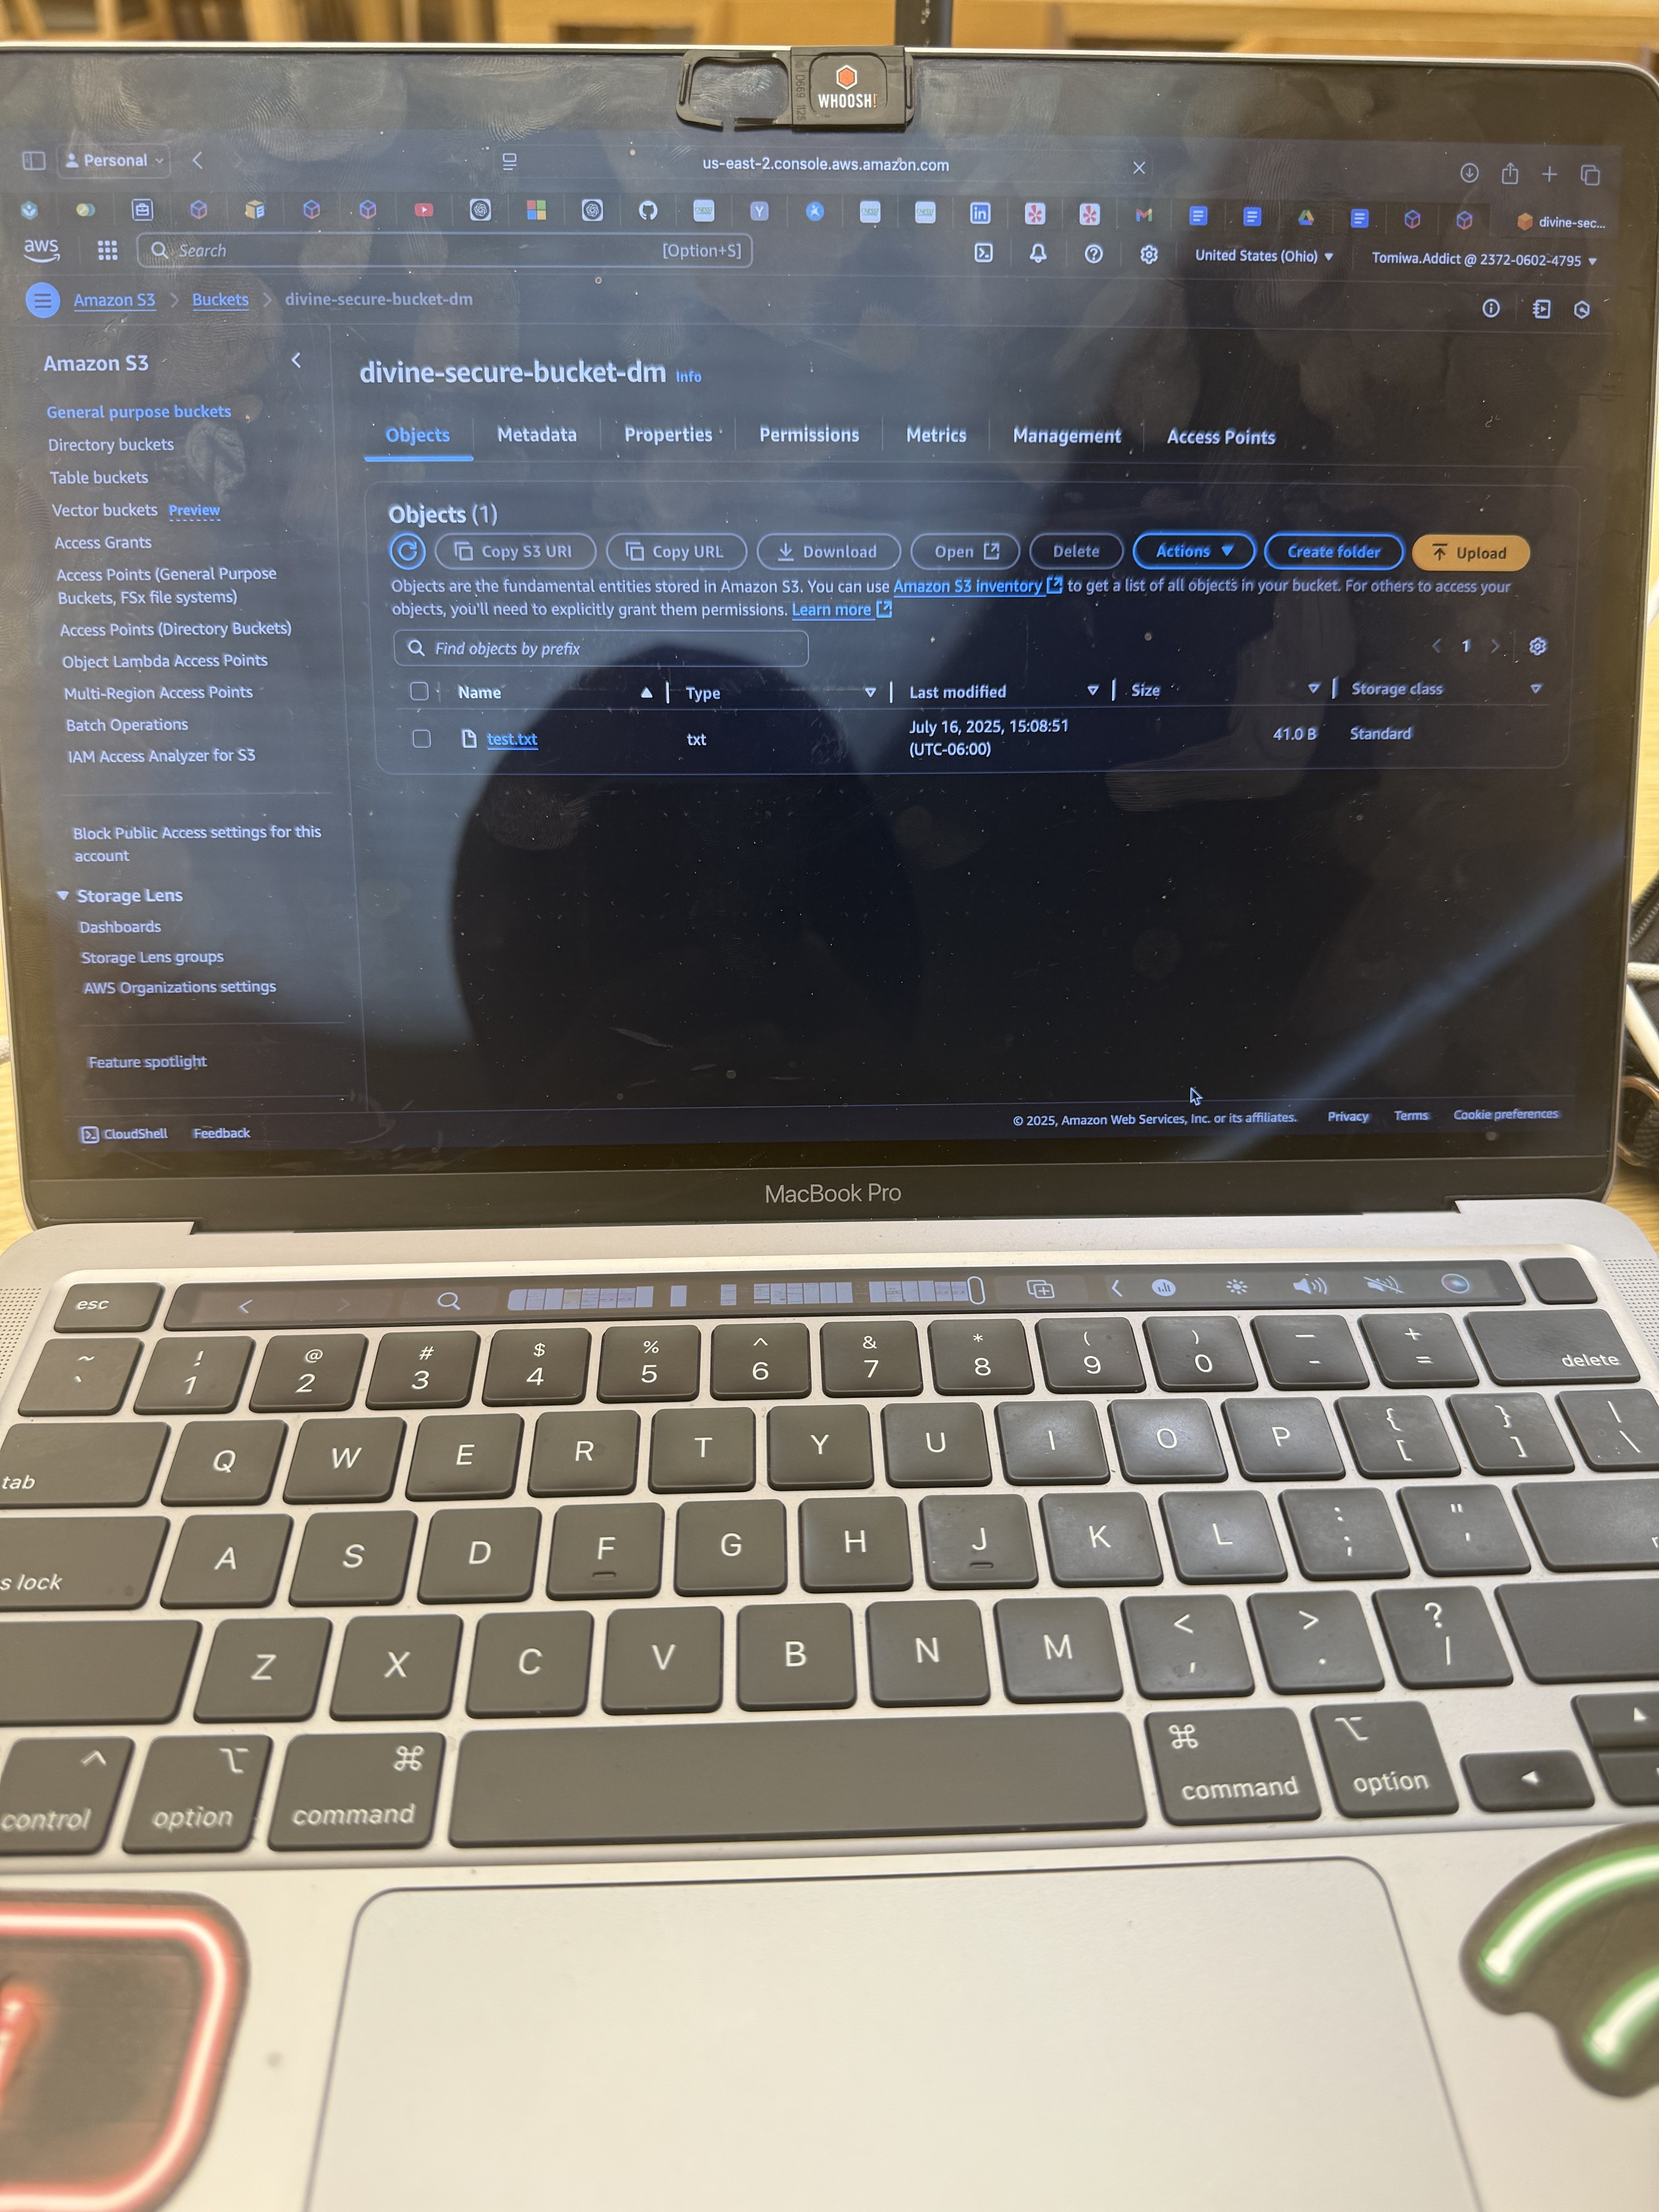 WHOOSH!
Personal
us-east-2.console.aws.amazon.com
divine-sec...
aws
Search
[Option+S]
United States (Ohio)
Tomiwa.Addict @ 2372-0602-4795
Amazon S3
Buckets
divine-secure-bucket-dm
Amazon S3
General purpose buckets
Directory buckets
Table buckets
Vector buckets Preview
Access Grants
Access Points (General Purpose
Buckets, FSx file systems)
Access Points (Directory Buckets)
Object Lambda Access Points
Multi-Region Access Points
Batch Operations
IAM Access Analyzer for S3
Block Public Access settings for this
account
Storage Lens
Dashboards
Storage Lens groups
AWS Organizations settings
Feature spotlight
divine-secure-bucket-dm Info
Objects Metadata Properties Permissions Metrics Management Access Points
Objects (1)
Copy S3 URI Copy URL Download Open Delete Actions Create folder Upload
Objects are the fundamental entities stored in Amazon S3. You can use Amazon S3 inventory to get a list of all objects in your bucket. For others to access your
objects, you'll need to explicitly grant them permissions. Learn more
Find objects by prefix
1
Name Type Last modified Size Storage class
test.txt txt July 16, 2025, 15:08:51
(UTC-06:00) 41.0 B Standard
CloudShell Feedback
© 2025, Amazon Web Services, Inc. or its affiliates. Privacy Terms Cookie preferences
MacBook Pro
esc
~ ! @ # $ % ^ & * ( ) — +
` 1 2 3 4 5 6 7 8 9 0 - = delete
tab Q W E R T Y U I O P { [ } ] | \
s lock A S D F G H J K L : ; " '
Z X C V B N M < , > . ? /
control option command command option